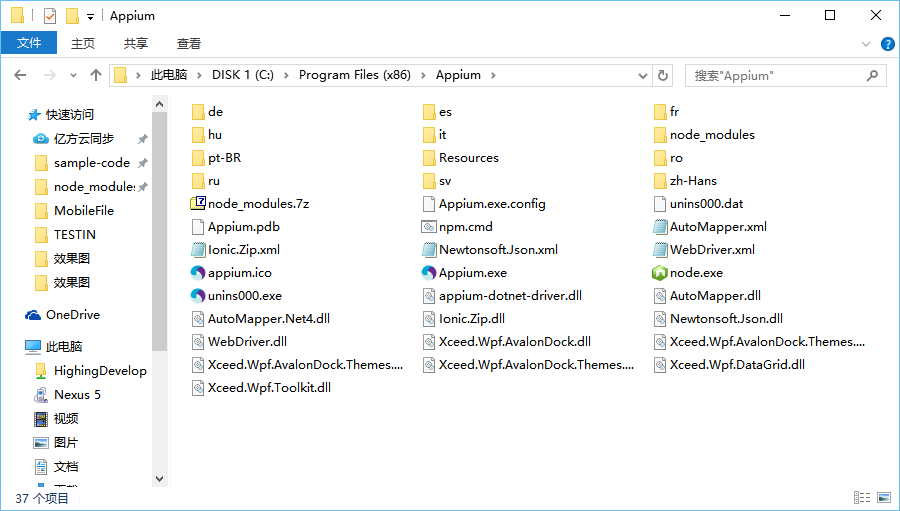 Appium
文件 主页 共享 查看
此电脑 DISK 1 (C:) Program Files (x86) Appium 搜索"Appium"
快速访问
亿方云同步
sample-code
node_modules
MobileFile
TESTIN
效果图
效果图
OneDrive
此电脑
HighingDevelop
Nexus 5
视频
图片
文档
de es fr
hu it node_modules
pt-BR Resources ro
ru sv zh-Hans
node_modules.7z Appium.exe.config unins000.dat
Appium.pdb npm.cmd AutoMapper.xml
Ionic.Zip.xml Newtonsoft.Json.xml WebDriver.xml
appium.ico Appium.exe node.exe
unins000.exe appium-dotnet-driver.dll AutoMapper.dll
AutoMapper.Net4.dll Ionic.Zip.dll Newtonsoft.Json.dll
WebDriver.dll Xceed.Wpf.AvalonDock.dll Xceed.Wpf.AvalonDock.Themes....
Xceed.Wpf.AvalonDock.Themes.... Xceed.Wpf.AvalonDock.Themes.... Xceed.Wpf.DataGrid.dll
Xceed.Wpf.Toolkit.dll
37 个项目